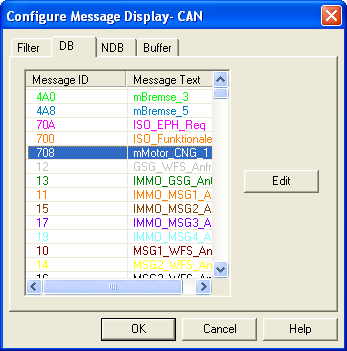 Configure Message Display- CAN
Filter DB NDB Buffer
Message ID Message Text
4A0 mBremse_3
4A8 mBremse_5
70A ISO_EPH_Req
700 ISO_Funktionale
708 mMotor_CNG_1
12 GSG_WFS_Anfr
13 IMMO_GSG_Ant
11 IMMO_MSG1_A
15 IMMO_MSG2_A
17 IMMO_MSG3_A
19 IMMO_MSG4_A
10 MSG1_WFS_An
14 MSG2_WFS_An
16 MSG3_WFS_An
Edit
OK Cancel Help